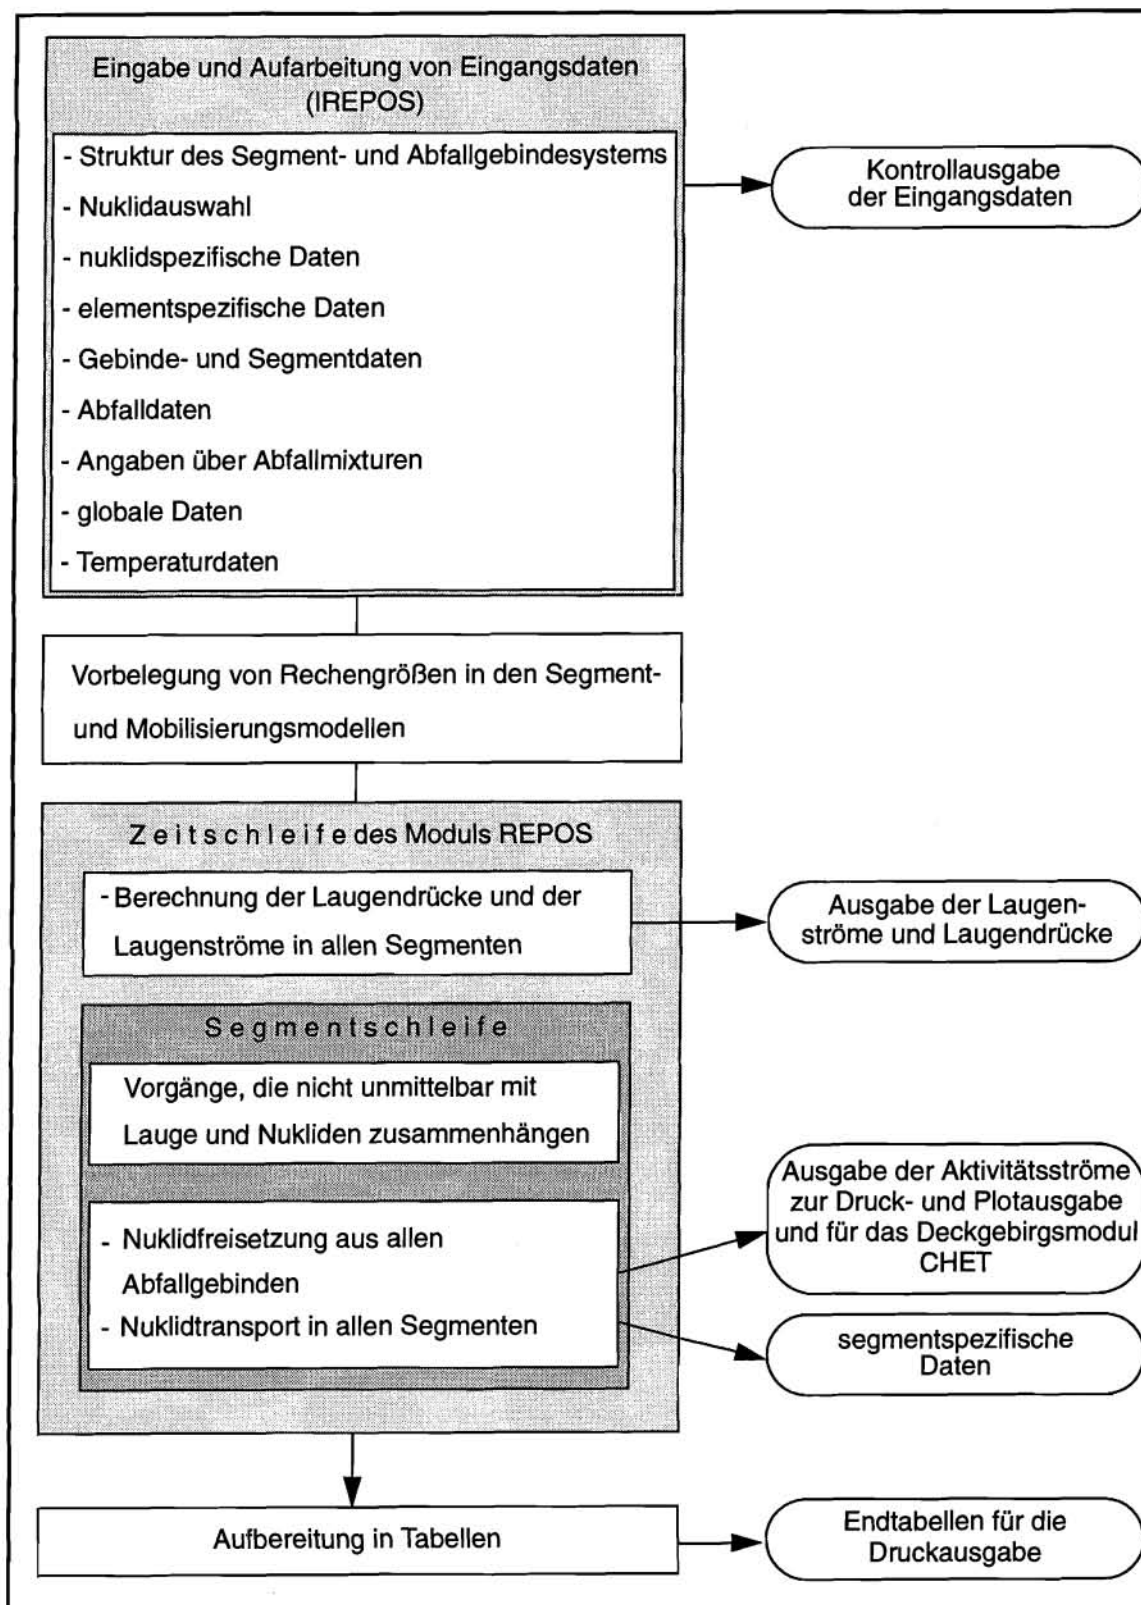 Eingabe und Aufarbeitung von Eingangsdaten
(IREPOS)
- Struktur des Segment- und Abfallgebindesystems
- Nuklidauswahl
- nuklidspezifische Daten
- elementspezifische Daten
- Gebinde- und Segmentdaten
- Abfalldaten
- Angaben über Abfallmixturen
- globale Daten
- Temperaturdaten
Kontrollausgabe
der Eingangsdaten
Vorbelegung von Rechengrößen in den Segment-
und Mobilisierungsmodellen
Zeitschleife des Moduls REPOS
- Berechnung der Laugendrücke und der
Laugenströme in allen Segmenten
Ausgabe der Laugen-
ströme und Laugendrücke
Segmentschleife
Vorgänge, die nicht unmittelbar mit
Lauge und Nukliden zusammenhängen
- Nuklidfreisetzung aus allen
Abfallgebinden
- Nuklidtransport in allen Segmenten
Ausgabe der Aktivitätsströme
zur Druck- und Plotausgabe
und für das Deckgebirgsmodul
CHET
segmentspezifische
Daten
Aufbereitung in Tabellen
Endtabellen für die
Druckausgabe